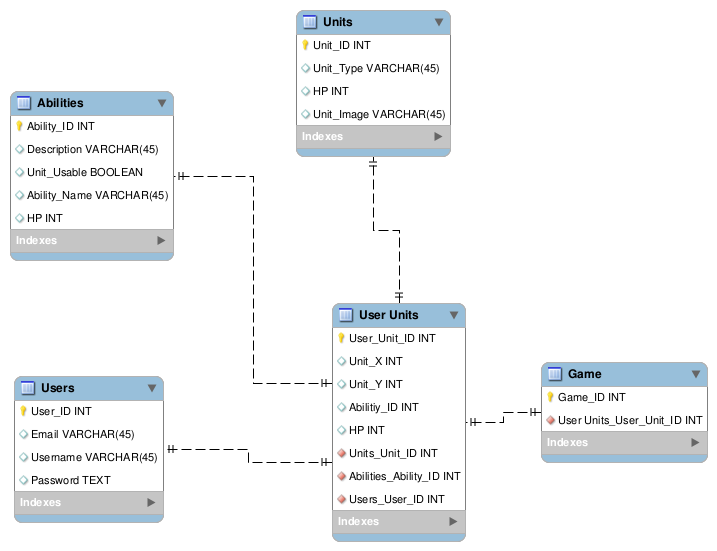 Units
Unit_ID INT
Unit_Type VARCHAR(45)
HP INT
Unit_Image VARCHAR(45)
Indexes
Abilities
Ability_ID INT
Description VARCHAR(45)
Unit_Usable BOOLEAN
Ability_Name VARCHAR(45)
HP INT
Indexes
User Units
User_Unit_ID INT
Unit_X INT
Unit_Y INT
Abilitiy_ID INT
HP INT
Units_Unit_ID INT
Abilities_Ability_ID INT
Users_User_ID INT
Indexes
Users
User_ID INT
Email VARCHAR(45)
Username VARCHAR(45)
Password TEXT
Indexes
Game
Game_ID INT
User Units_User_Unit_ID INT
Indexes